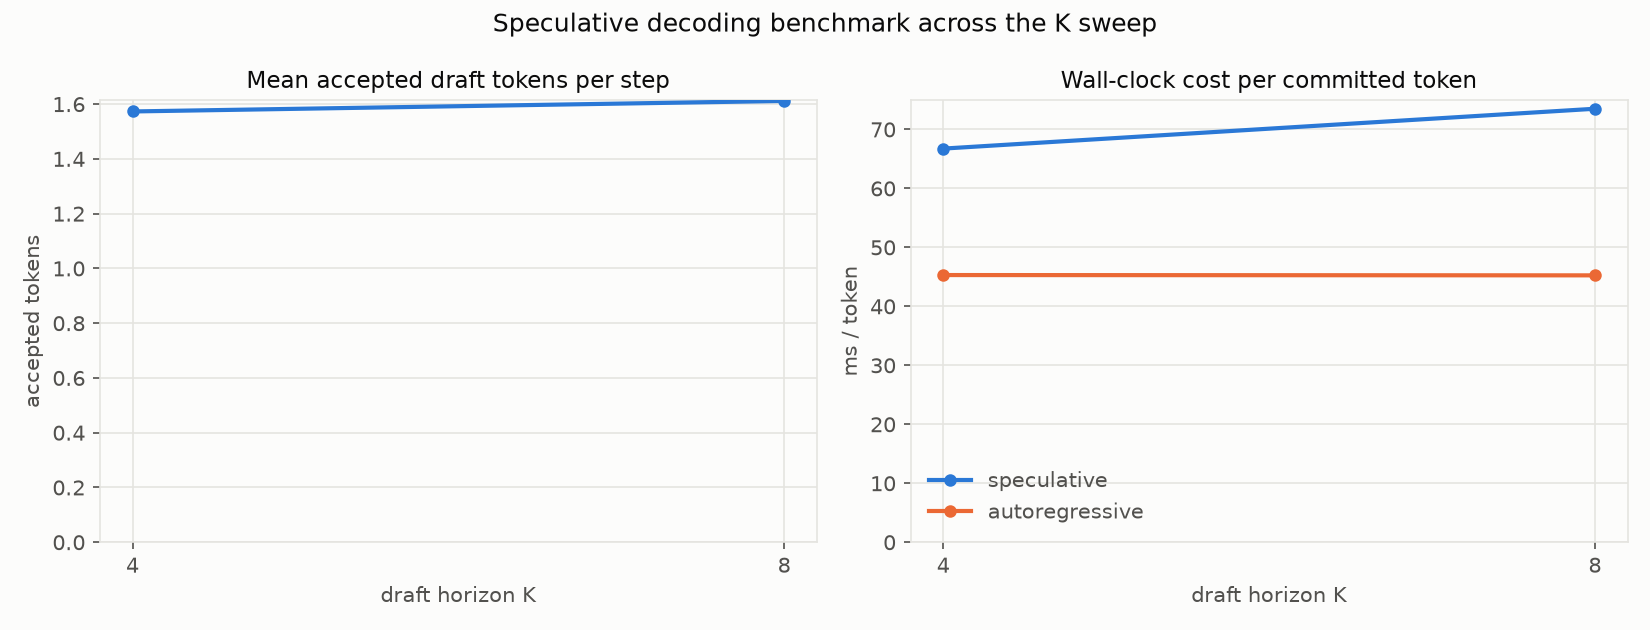 Speculative decoding benchmark across the K sweep
Mean accepted draft tokens per step
accepted tokens
1.6
1.4
1.2
1.0
0.8
0.6
0.4
0.2
0.0
4
8
draft horizon K
Wall-clock cost per committed token
ms / token
70
60
50
40
30
20
10
0
speculative
autoregressive
4
8
draft horizon K